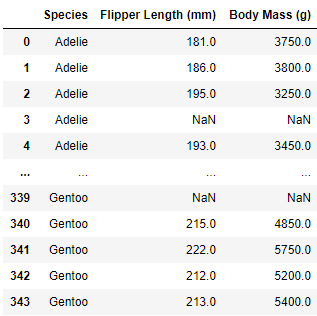 Species Flipper Length (mm) Body Mass (g)
0 Adelie 181.0 3750.0
1 Adelie 186.0 3800.0
2 Adelie 195.0 3250.0
3 Adelie NaN NaN
4 Adelie 193.0 3450.0
... ... ... ...
339 Gentoo NaN NaN
340 Gentoo 215.0 4850.0
341 Gentoo 222.0 5750.0
342 Gentoo 212.0 5200.0
343 Gentoo 213.0 5400.0